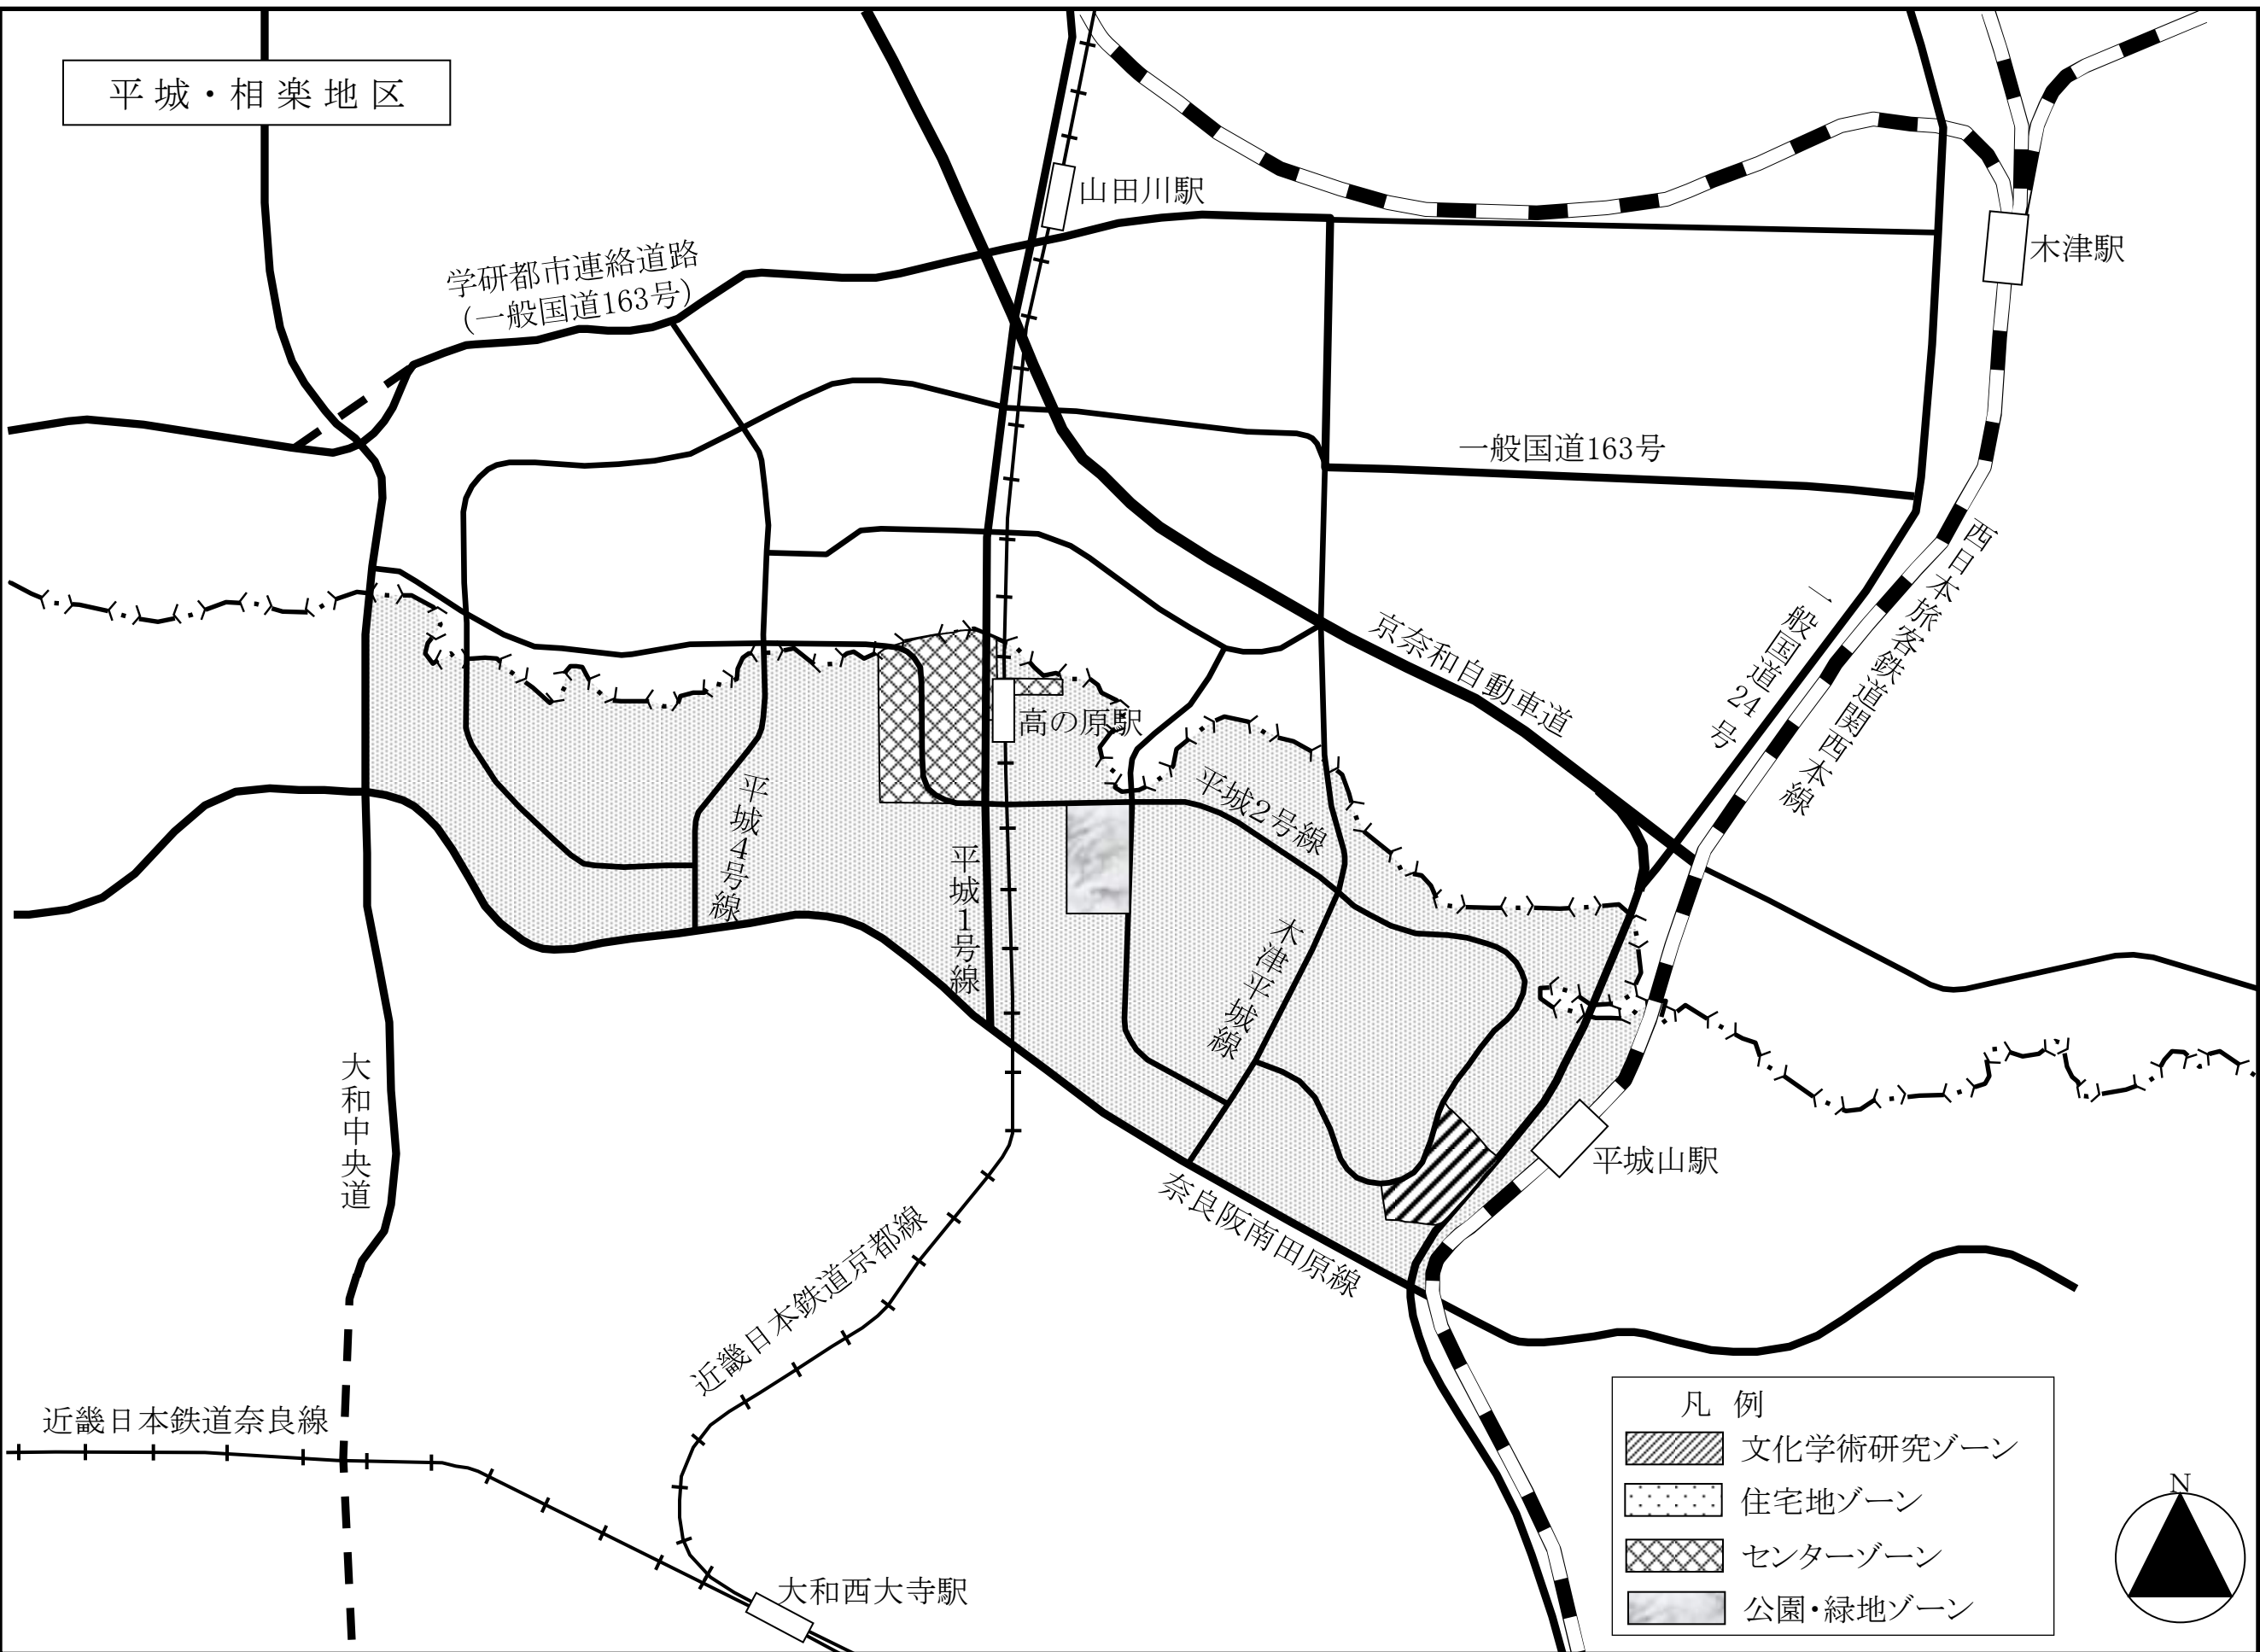 平城・相楽地区
山田川駅
木津駅
学研都市連絡道路
（一般国道163号）
一般国道163号
西日本旅客鉄道関西本線
一般国道24号
京奈和自動車道
高の原駅
平城2号線
平城4号線
平城1号線
木津平城線
大和中央道
平城山駅
奈良阪南田原線
近畿日本鉄道京都線
近畿日本鉄道奈良線
大和西大寺駅
凡 例
文化学術研究ゾーン
住宅地ゾーン
センターゾーン
公園・緑地ゾーン
N